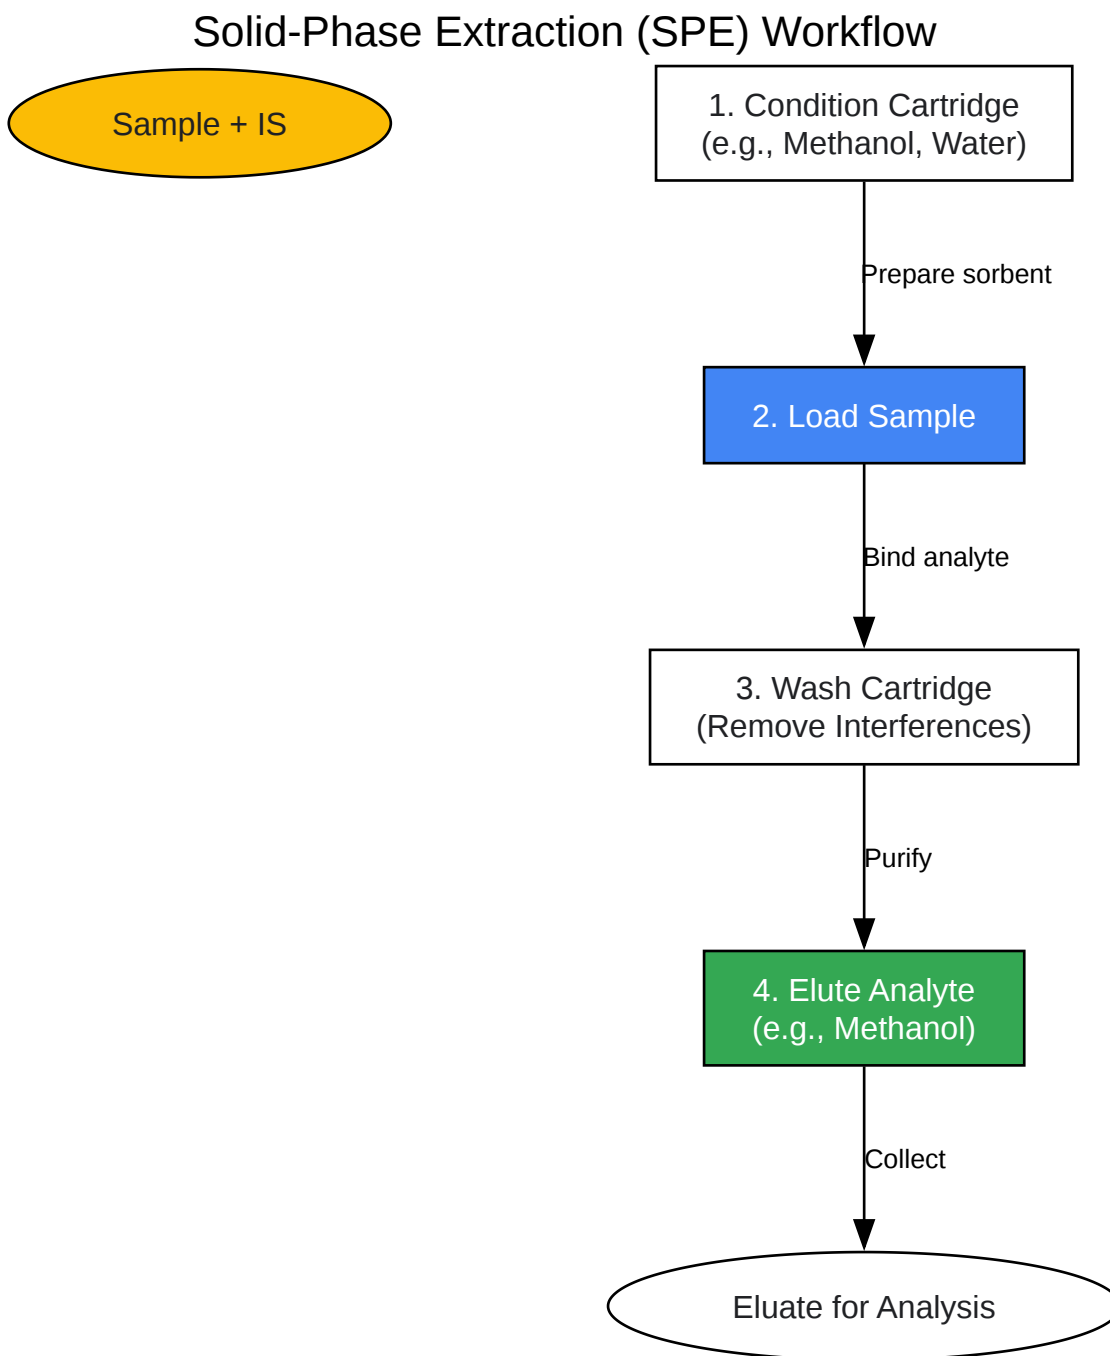 Solid-Phase Extraction (SPE) Workflow
Sample + IS
1. Condition Cartridge
(e.g., Methanol, Water)
Prepare sorbent
2. Load Sample
Bind analyte
3. Wash Cartridge
(Remove Interferences)
Purify
4. Elute Analyte
(e.g., Methanol)
Collect
Eluate for Analysis